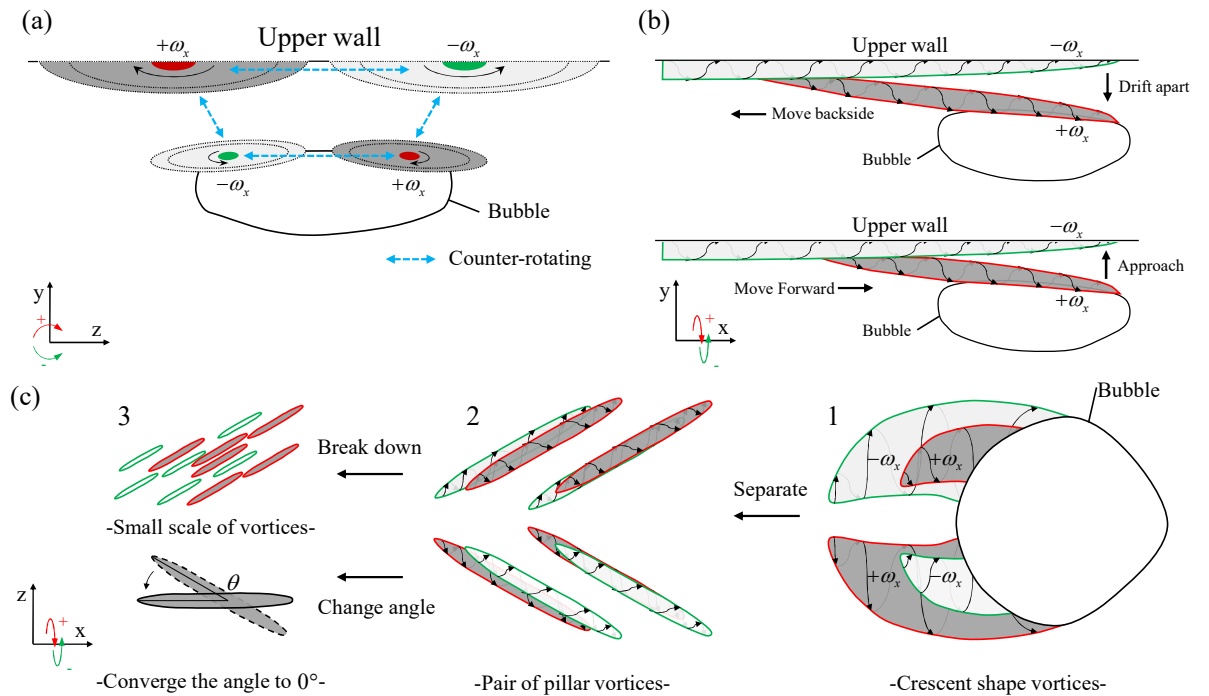 (a)
Upper wall
+ωₓ
−ωₓ
−ωₓ
+ωₓ
Bubble
Counter-rotating
y
+
-
z
(b)
Upper wall
−ωₓ
Drift apart
Move backside
+ωₓ
Bubble
Upper wall
−ωₓ
Approach
Move Forward
+ωₓ
Bubble
y
+
x
-
(c)
3
Break down
-Small scale of vortices-
θ
Change angle
z
+
x
-
-Converge the angle to 0°-
2
-Pair of pillar vortices-
Separate
1
Bubble
−ωₓ
+ωₓ
+ωₓ
−ωₓ
-Crescent shape vortices-